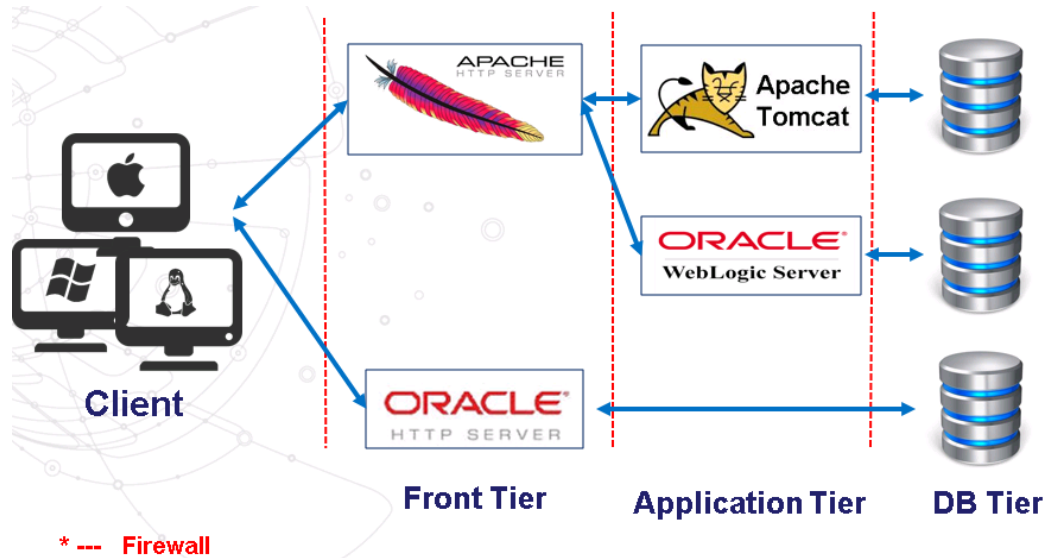 APACHE
HTTP SERVER
Apache
Tomcat
ORACLE®
WebLogic Server
Client
ORACLE®
HTTP SERVER
Front Tier
Application Tier
DB Tier
* --- Firewall